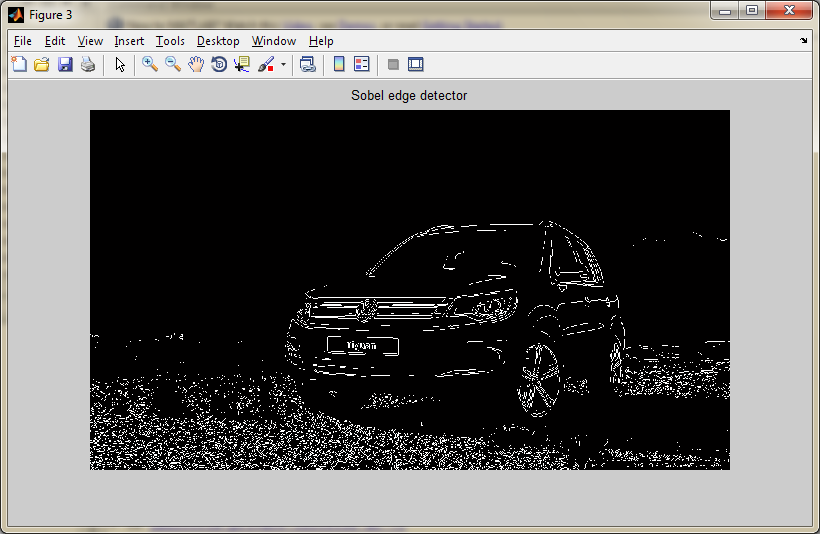 Figure 3
File Edit View Insert Tools Desktop Window Help
Sobel edge detector
Tiguan